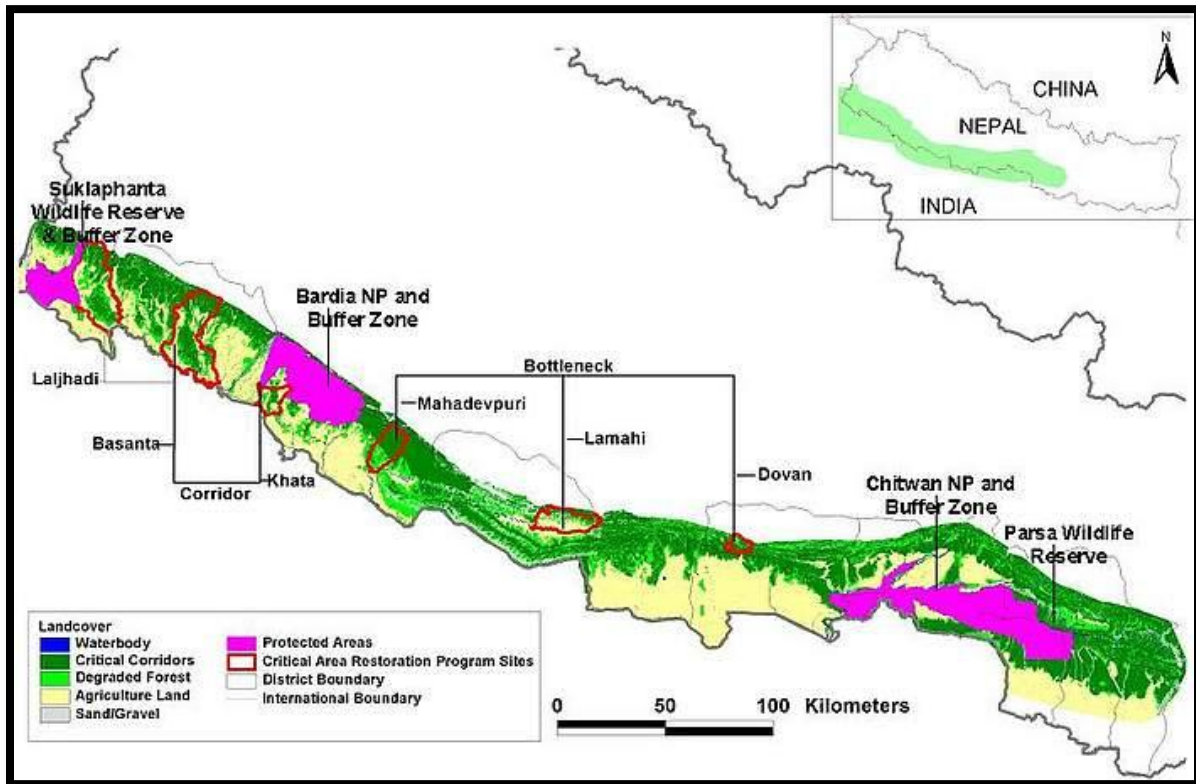 N
CHINA
NEPAL
INDIA
Suklaphanta
Wildlife Reserve
& Buffer Zone
Bardia NP and
Buffer Zone
Bottleneck
Laljhadi
Mahadevpuri
Lamahi
Basanta
Khata
Corridor
Dovan
Chitwan NP and
Buffer Zone
Parsa Wildlife
Reserve
Landcover
Waterbody
Critical Corridors
Degraded Forest
Agriculture Land
Sand/Gravel
Protected Areas
Critical Area Restoration Program Sites
District Boundary
International Boundary
0 50 100 Kilometers